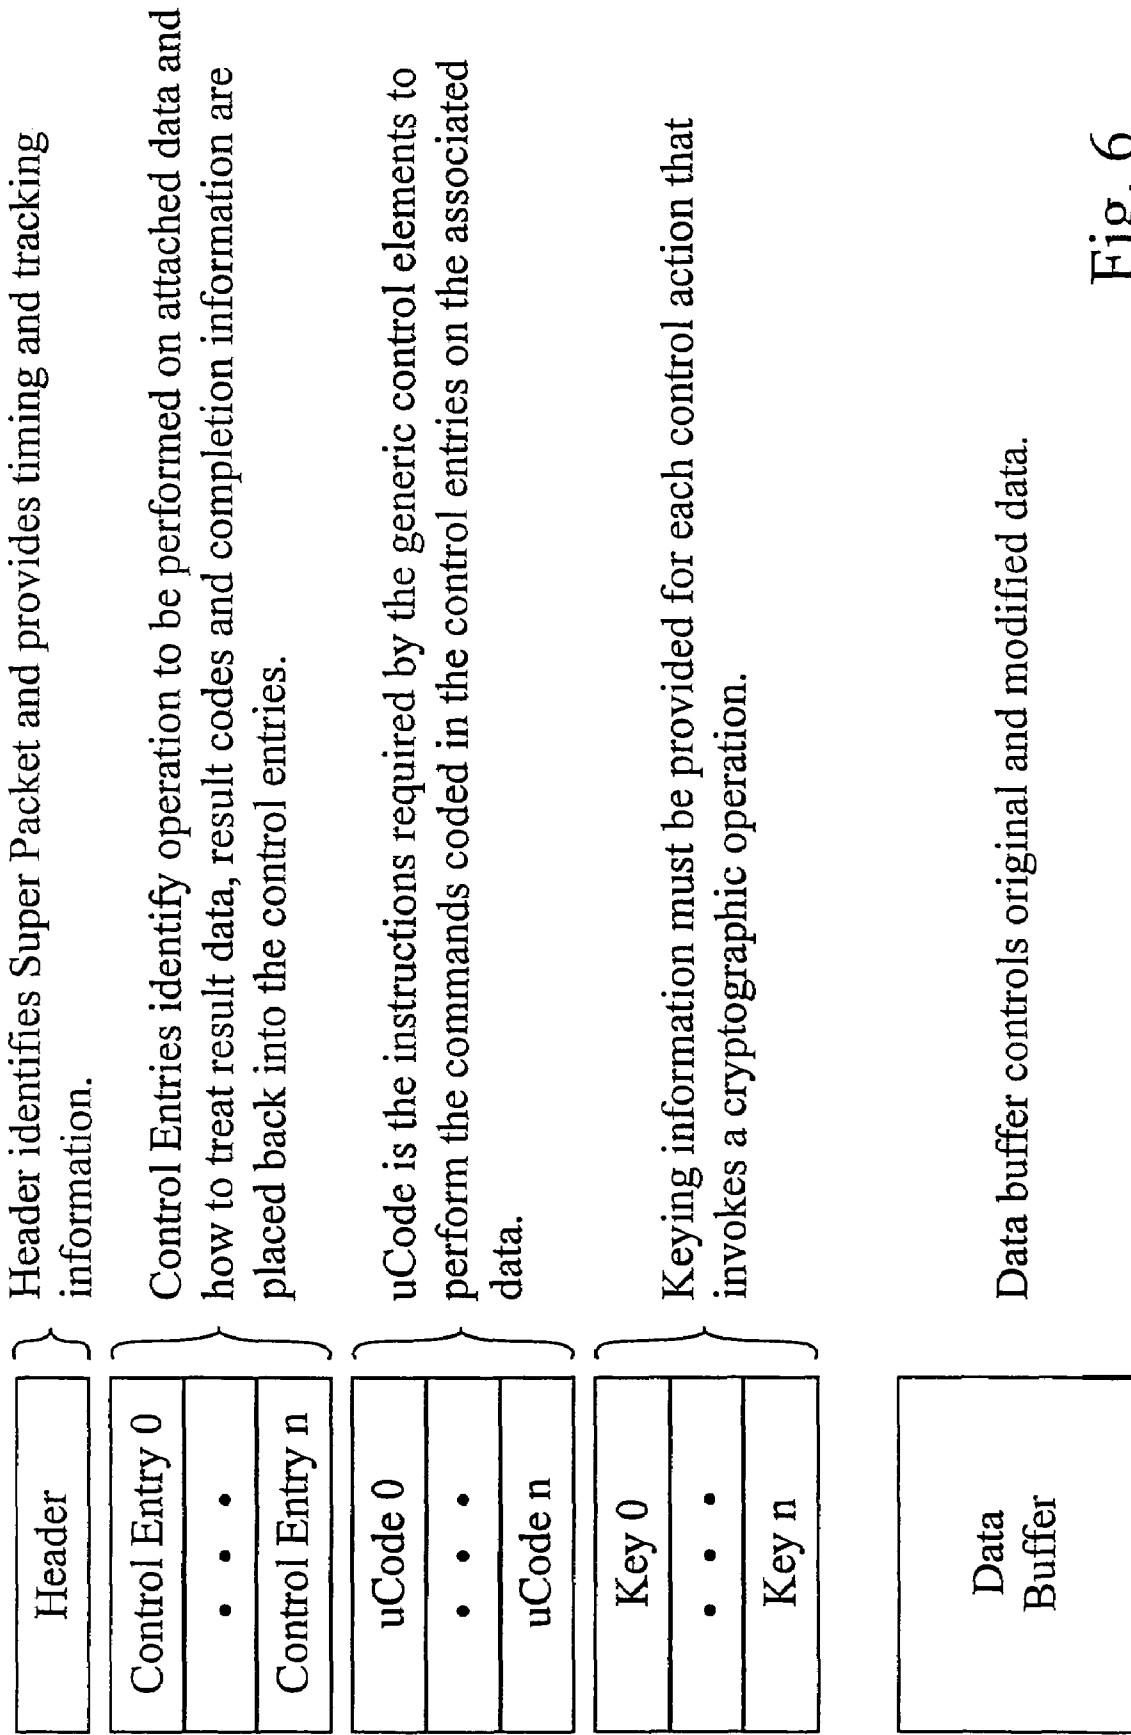 Header
Header identifies Super Packet and provides timing and tracking
information.
Control Entry 0
• • •
Control Entry n
Control Entries identify operation to be performed on attached data and
how to treat result data, result codes and completion information are
placed back into the control entries.
uCode 0
• • •
uCode n
uCode is the instructions required by the generic control elements to
perform the commands coded in the control entries on the associated
data.
Key 0
• • •
Key n
Keying information must be provided for each control action that
invokes a cryptographic operation.
Data
Buffer
Data buffer controls original and modified data.
Fig. 6